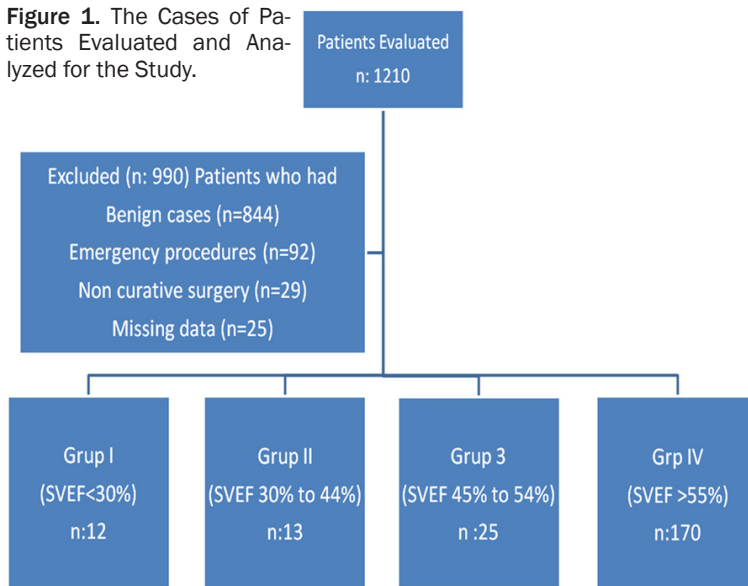 Figure 1. The Cases of Pa-
tients Evaluated and Ana-
lyzed for the Study.
Patients Evaluated
n: 1210
Excluded (n: 990) Patients who had
Benign cases (n=844)
Emergency procedures (n=92)
Non curative surgery (n=29)
Missing data (n=25)
Grup I
(SVEF<30%)
n:12
Grup II
(SVEF 30% to 44%)
n:13
Grup 3
(SVEF 45% to 54%)
n :25
Grp IV
(SVEF >55%)
n:170